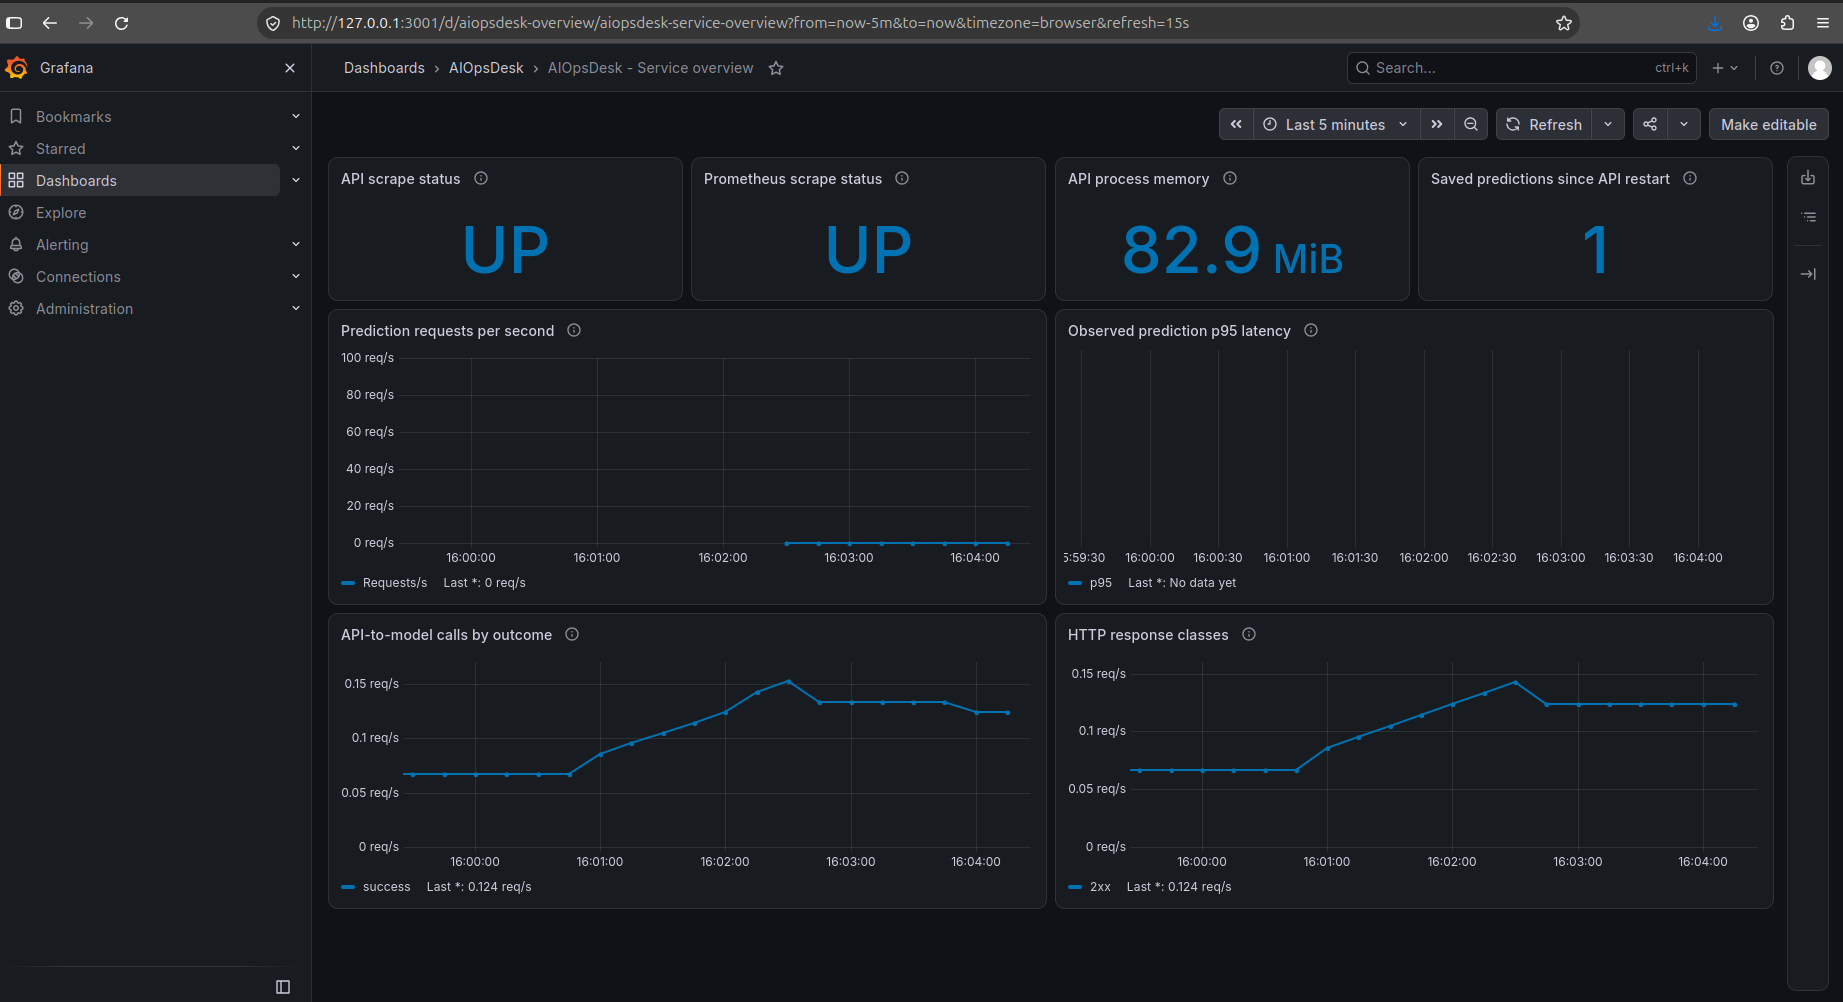 http://127.0.0.1:3001/d/aiopsdesk-overview/aiopsdesk-service-overview?from=now-5m&to=now&timezone=browser&refresh=15s
Grafana
Dashboards › AIOpsDesk › AIOpsDesk - Service overview
Search... ctrl+k
Bookmarks
Starred
Dashboards
Explore
Alerting
Connections
Administration
Last 5 minutes
Refresh
Make editable
API scrape status
UP
Prometheus scrape status
UP
API process memory
82.9 MiB
Saved predictions since API restart
1
Prediction requests per second
100 req/s
80 req/s
60 req/s
40 req/s
20 req/s
0 req/s
16:00:00 16:01:00 16:02:00 16:03:00 16:04:00
Requests/s Last *: 0 req/s
Observed prediction p95 latency
5:59:30 16:00:00 16:00:30 16:01:00 16:01:30 16:02:00 16:02:30 16:03:00 16:03:30 16:04:00
p95 Last *: No data yet
API-to-model calls by outcome
0.15 req/s
0.1 req/s
0.05 req/s
0 req/s
16:00:00 16:01:00 16:02:00 16:03:00 16:04:00
success Last *: 0.124 req/s
HTTP response classes
0.15 req/s
0.1 req/s
0.05 req/s
0 req/s
16:00:00 16:01:00 16:02:00 16:03:00 16:04:00
2xx Last *: 0.124 req/s